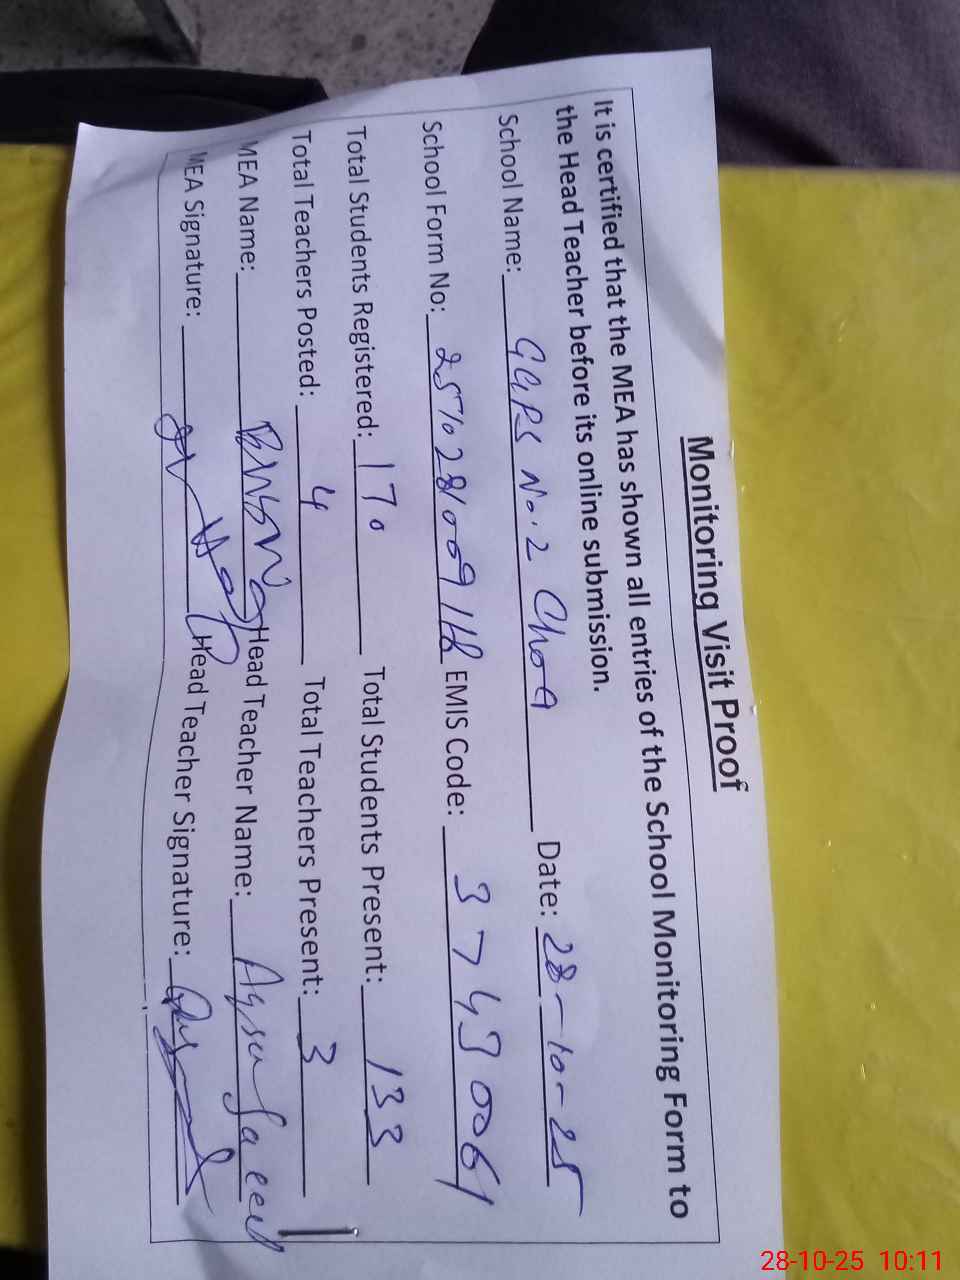 Monitoring Visit Proof
It is certified that the MEA has shown all entries of the School Monitoring Form to
the Head Teacher before its online submission.
School Name: GGPS No.2 Choa Date: 28-10-25
School Form No: EMIS Code: 37430061
Total Students Registered: 170 Total Students Present: 133
Total Teachers Posted: 4 Total Teachers Present: 3
MEA Name: Head Teacher Name: Saeed
MEA Signature: Head Teacher Signature:
28-10-25 10:11